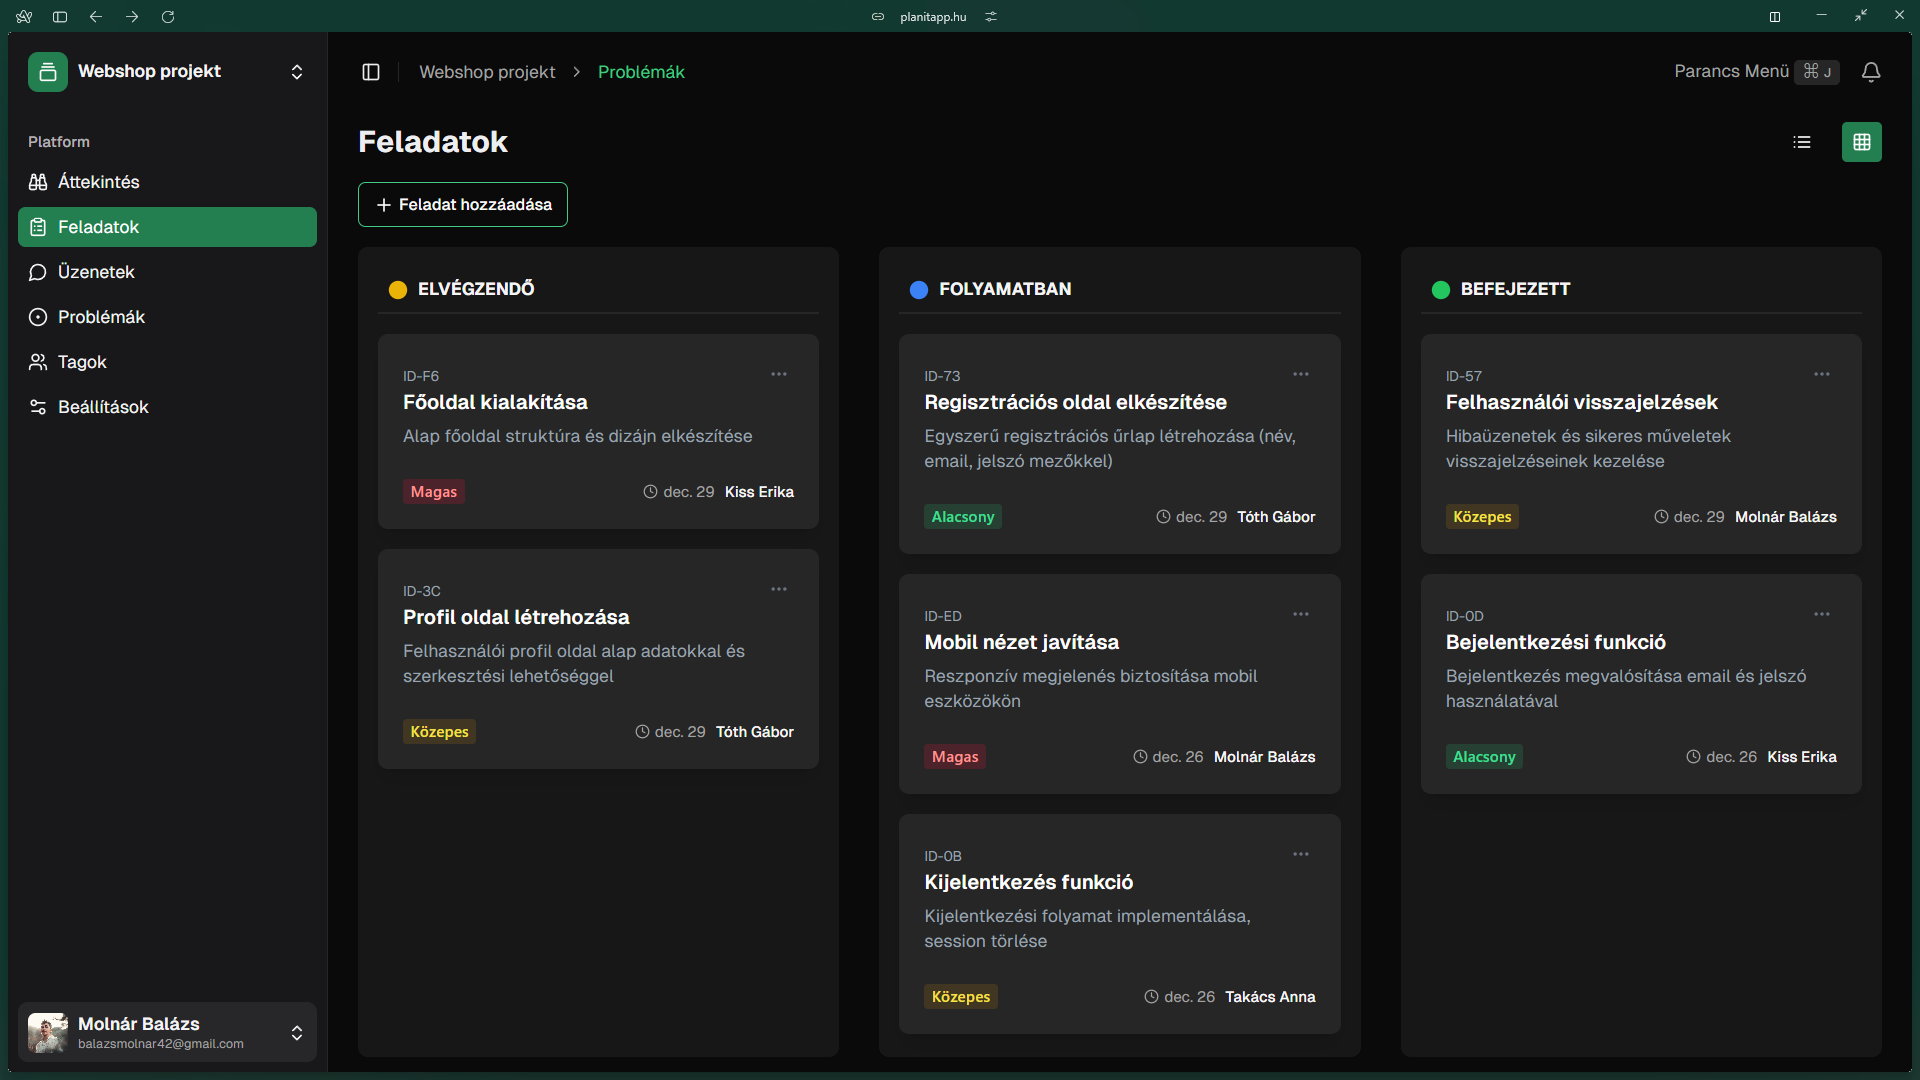 planitapp.hu
Webshop projekt
Platform
Áttekintés
Feladatok
Üzenetek
Problémák
Tagok
Beállítások
Molnár Balázs
balazsmolnar42@gmail.com
Webshop projekt > Problémák
Parancs Menü ⌘ J
Feladatok
+ Feladat hozzáadása
ELVÉGZENDŐ
ID-F6
Főoldal kialakítása
Alap főoldal struktúra és dizájn elkészítése
Magas dec. 29 Kiss Erika
ID-3C
Profil oldal létrehozása
Felhasználói profil oldal alap adatokkal és
szerkesztési lehetőséggel
Közepes dec. 29 Tóth Gábor
FOLYAMATBAN
ID-73
Regisztrációs oldal elkészítése
Egyszerű regisztrációs űrlap létrehozása (név,
email, jelszó mezőkkel)
Alacsony dec. 29 Tóth Gábor
ID-ED
Mobil nézet javítása
Reszponzív megjelenés biztosítása mobil
eszközökön
Magas dec. 26 Molnár Balázs
ID-0B
Kijelentkezés funkció
Kijelentkezési folyamat implementálása,
session törlése
Közepes dec. 26 Takács Anna
BEFEJEZETT
ID-57
Felhasználói visszajelzések
Hibaüzenetek és sikeres műveletek
visszajelzéseinek kezelése
Közepes dec. 29 Molnár Balázs
ID-0D
Bejelentkezési funkció
Bejelentkezés megvalósítása email és jelszó
használatával
Alacsony dec. 26 Kiss Erika